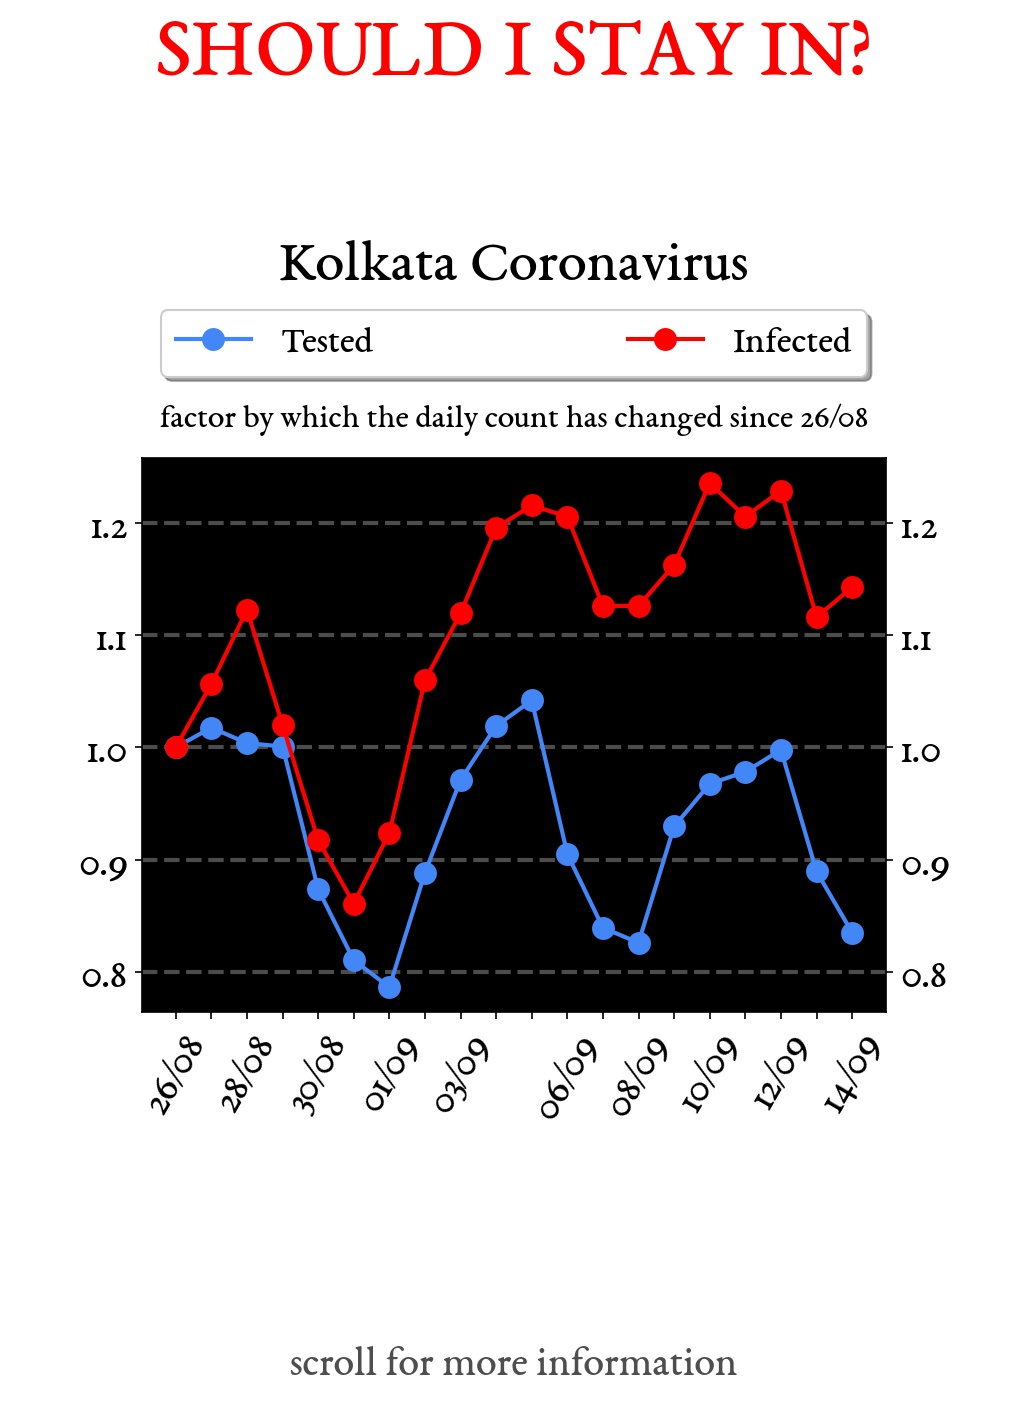 SHOULD I STAY IN?
Kolkata Coronavirus
Tested Infected
factor by which the daily count has changed since 26/08
1.2 1.2
1.1 1.1
1.0 1.0
0.9 0.9
0.8 0.8
26/08 28/08 30/08 01/09 03/09 06/09 08/09 10/09 12/09 14/09
scroll for more information